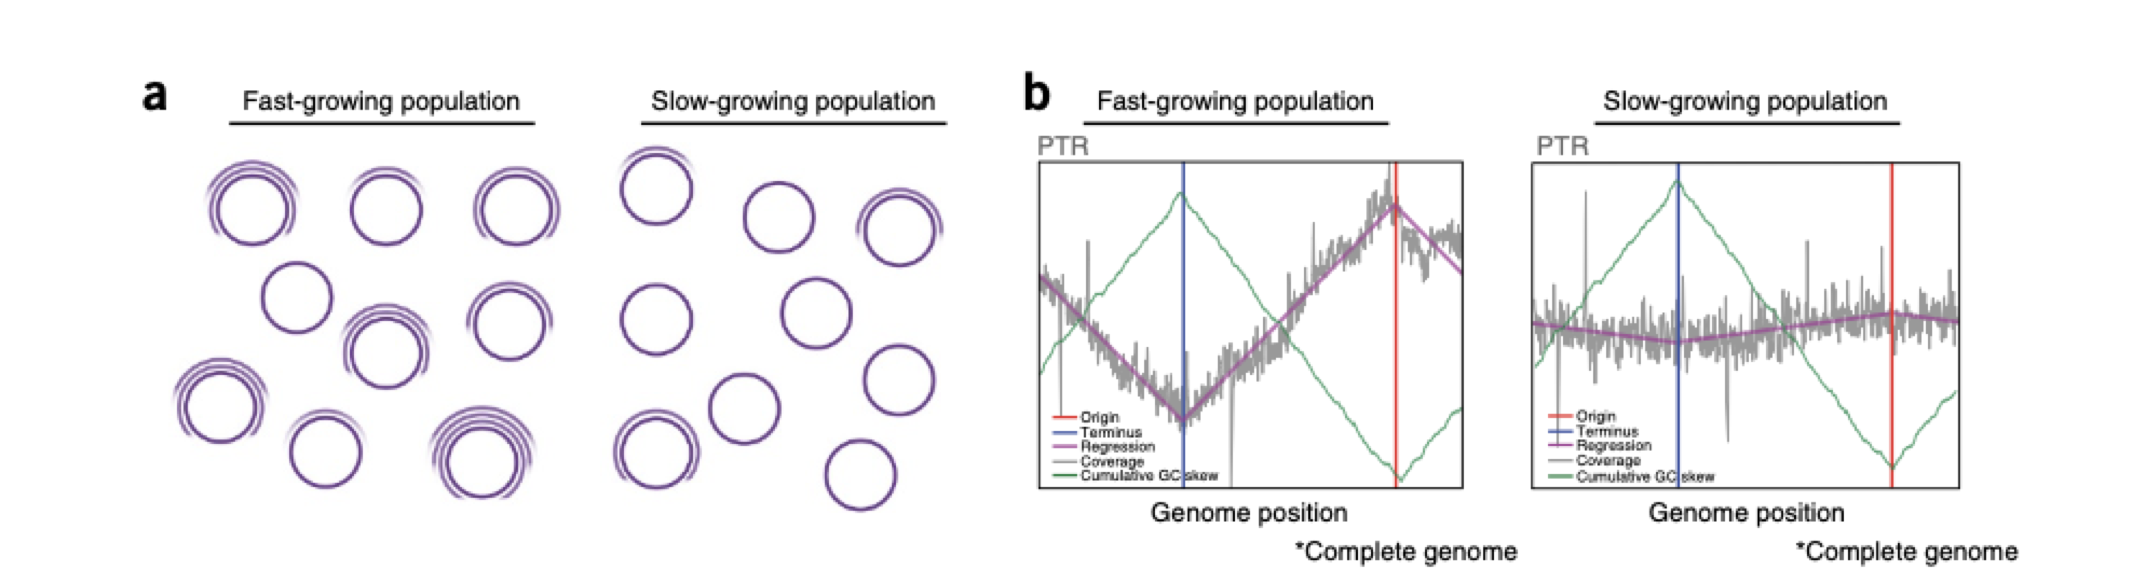 a
Fast-growing population
Slow-growing population
b
Fast-growing population
Slow-growing population
PTR
Origin
Terminus
Regression
Coverage
Cumulative GC skew
Genome position
*Complete genome
PTR
Origin
Terminus
Regression
Coverage
Cumulative GC skew
Genome position
*Complete genome